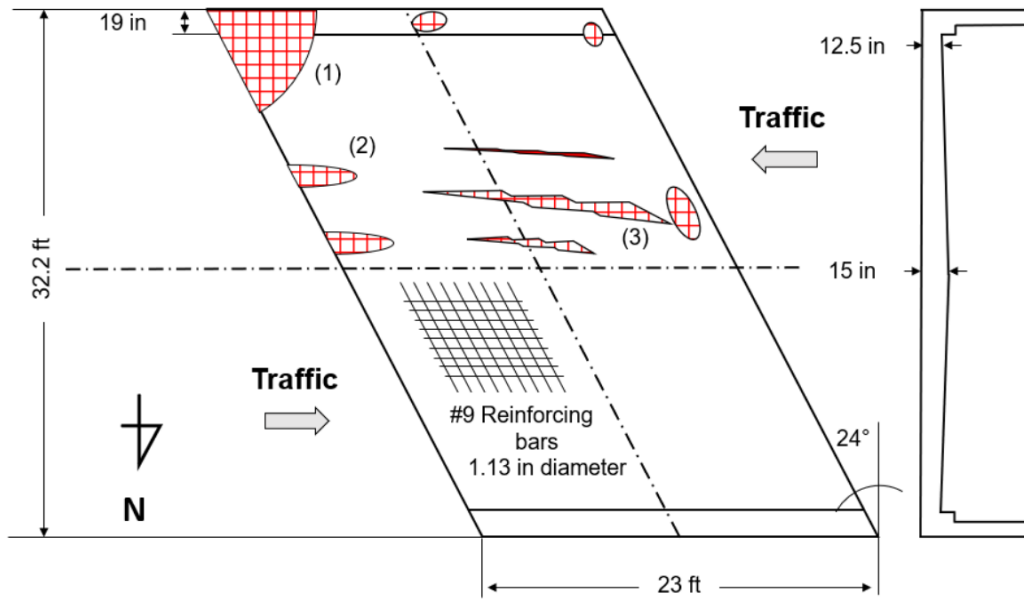 19 in
(1)
12.5 in
Traffic
(2)
(3)
32.2 ft
15 in
Traffic
#9 Reinforcing
bars
1.13 in diameter
24°
N
23 ft